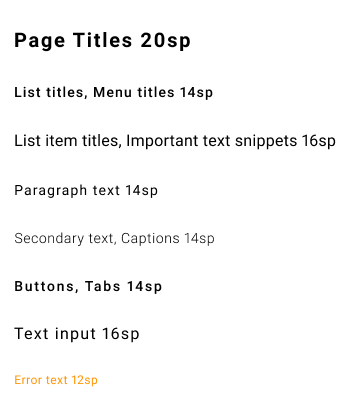 Page Titles 20sp
List titles, Menu titles 14sp
List item titles, Important text snippets 16sp
Paragraph text 14sp
Secondary text, Captions 14sp
Buttons, Tabs 14sp
Text input 16sp
Error text 12sp